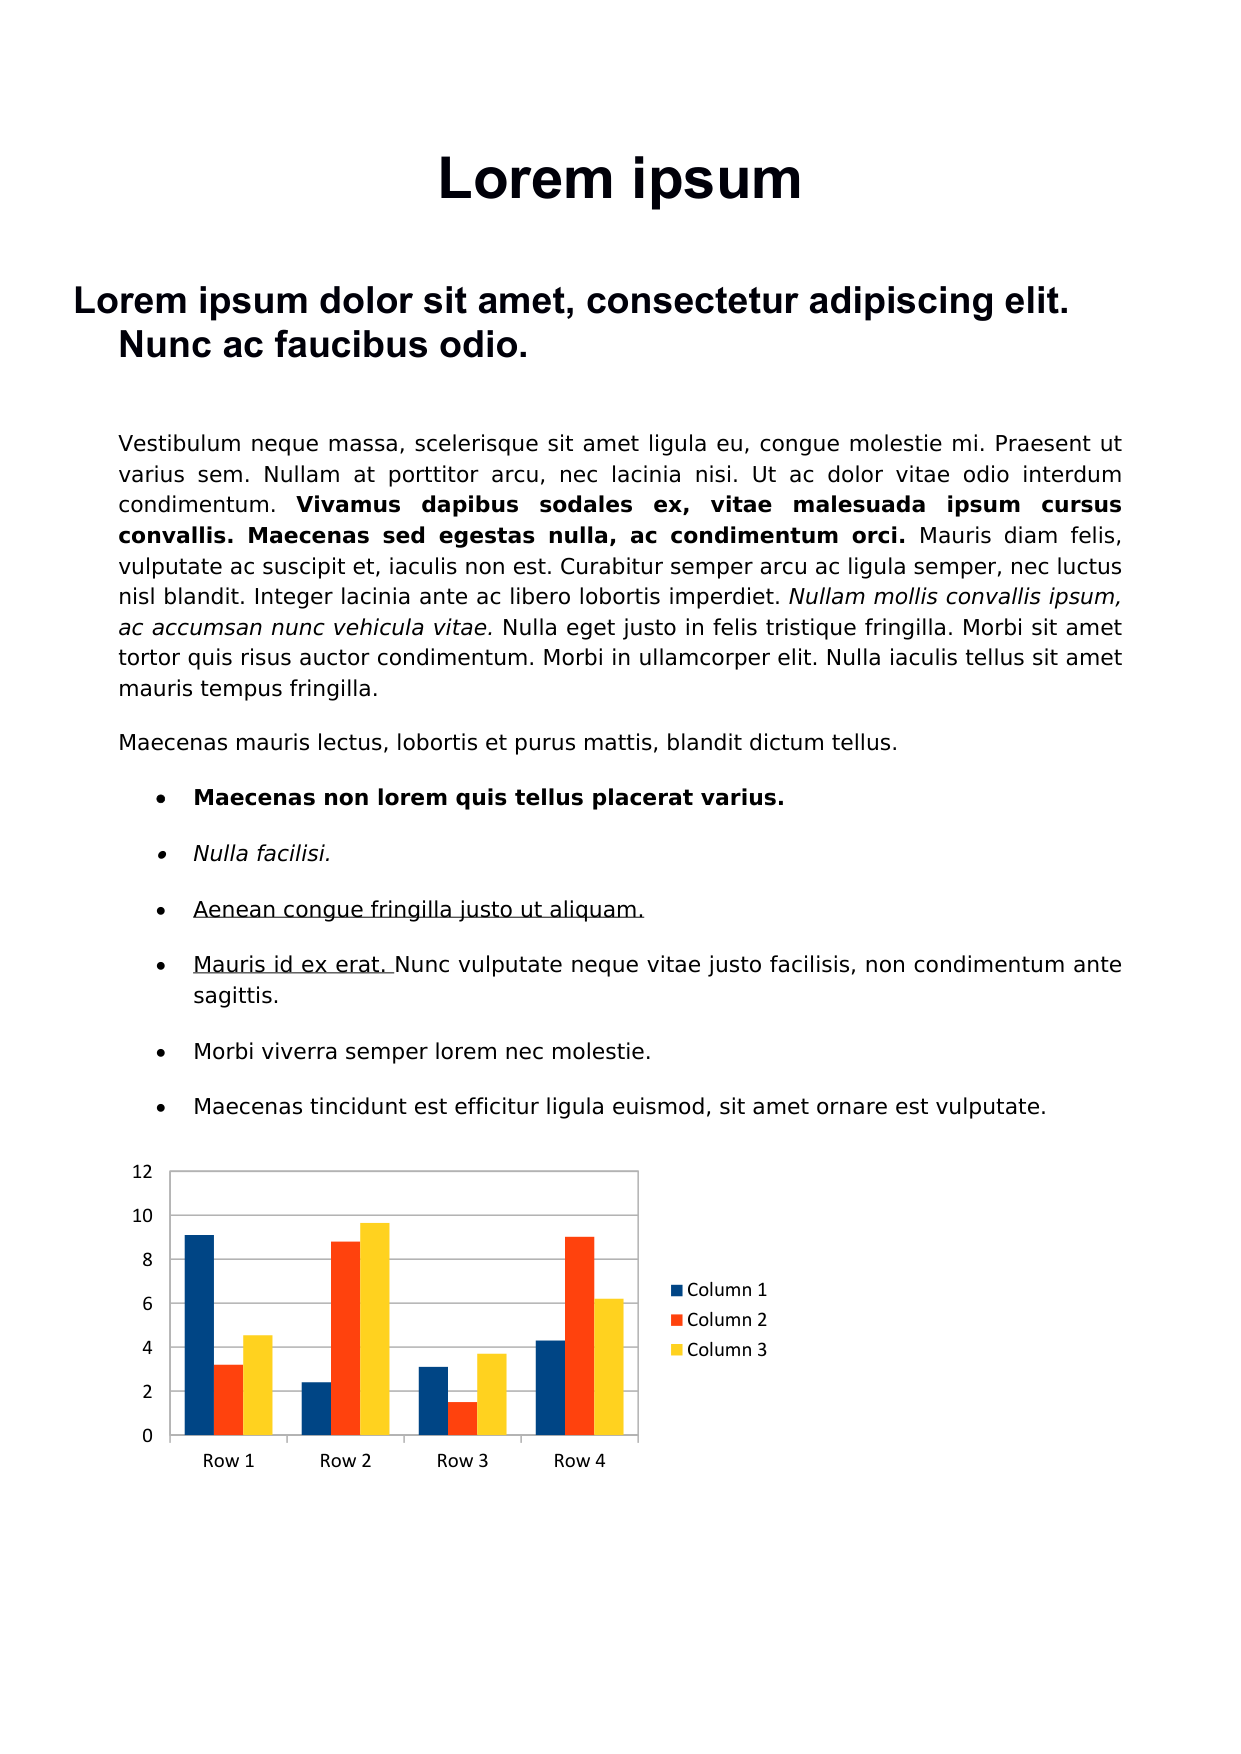 Lorem ipsum
Lorem ipsum dolor sit amet, consectetur adipiscing elit.
Nunc ac faucibus odio.
Vestibulum neque massa, scelerisque sit amet ligula eu, congue molestie mi. Praesent ut
varius sem. Nullam at porttitor arcu, nec lacinia nisi. Ut ac dolor vitae odio interdum
condimentum. Vivamus dapibus sodales ex, vitae malesuada ipsum cursus
convallis. Maecenas sed egestas nulla, ac condimentum orci. Mauris diam felis,
vulputate ac suscipit et, iaculis non est. Curabitur semper arcu ac ligula semper, nec luctus
nisl blandit. Integer lacinia ante ac libero lobortis imperdiet. Nullam mollis convallis ipsum,
ac accumsan nunc vehicula vitae. Nulla eget justo in felis tristique fringilla. Morbi sit amet
tortor quis risus auctor condimentum. Morbi in ullamcorper elit. Nulla iaculis tellus sit amet
mauris tempus fringilla.
Maecenas mauris lectus, lobortis et purus mattis, blandit dictum tellus.
• Maecenas non lorem quis tellus placerat varius.
• Nulla facilisi.
• Aenean congue fringilla justo ut aliquam.
• Mauris id ex erat. Nunc vulputate neque vitae justo facilisis, non condimentum ante
sagittis.
• Morbi viverra semper lorem nec molestie.
• Maecenas tincidunt est efficitur ligula euismod, sit amet ornare est vulputate.
12
10
8
6
4
2
0
Row 1 Row 2 Row 3 Row 4
Column 1
Column 2
Column 3